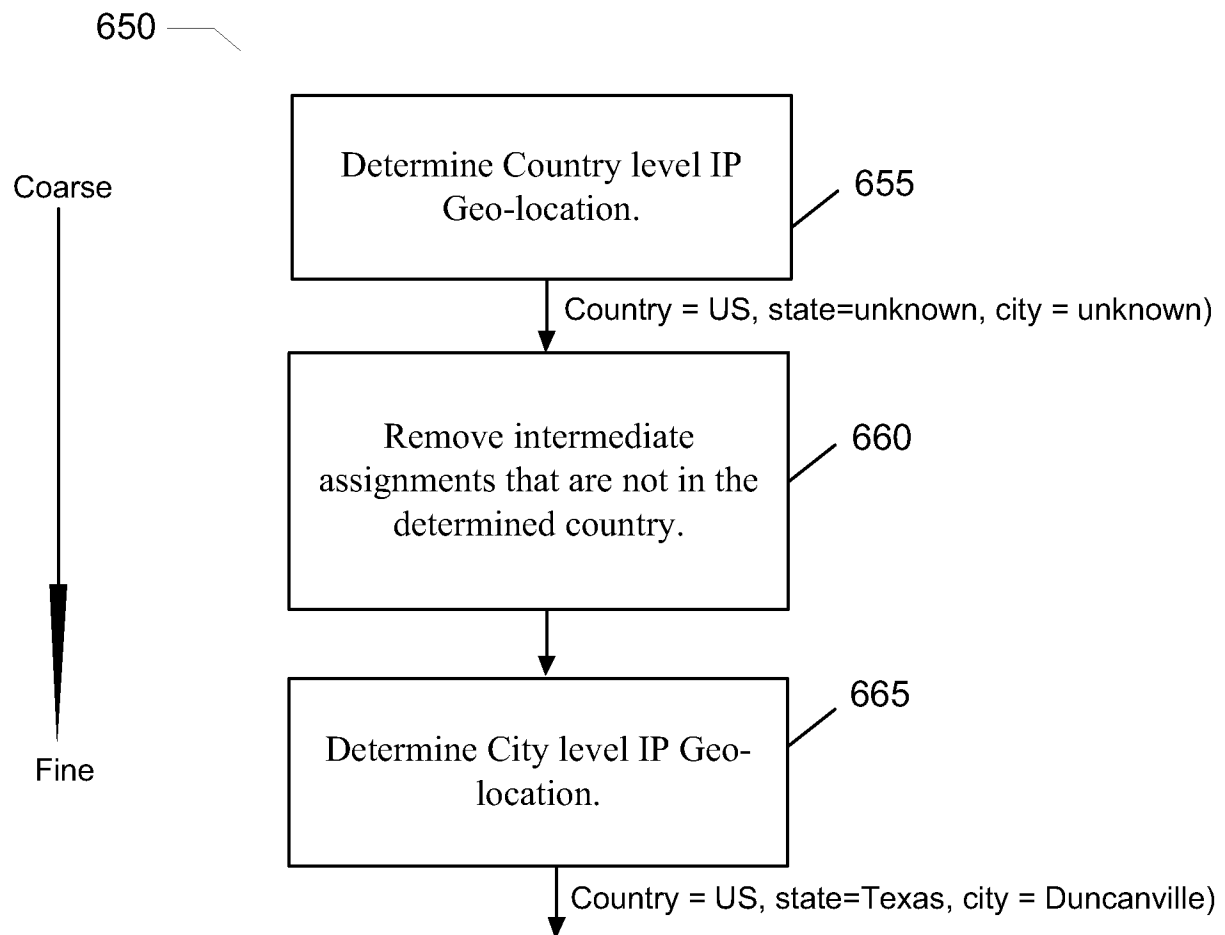 650
Coarse
Determine Country level IP
Geo-location.
655
Country = US, state=unknown, city = unknown)
Remove intermediate
assignments that are not in the
determined country.
660
Determine City level IP Geo-
location.
665
Fine
Country = US, state=Texas, city = Duncanville)